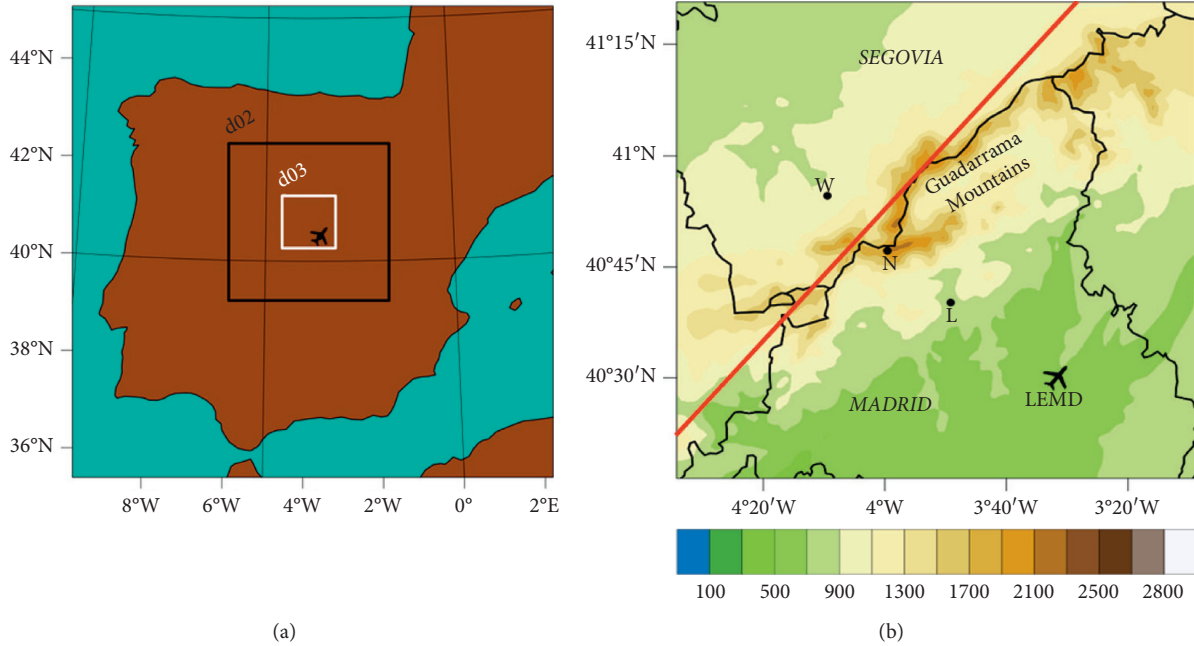 44°N
42°N
40°N
38°N
36°N
8°W 6°W 4°W 2°W 0° 2°E
d02
d03
(a)
41°15′N
41°N
40°45′N
40°30′N
4°20′W 4°W 3°40′W 3°20′W
SEGOVIA
W
Guadarrama
Mountains
N
L
MADRID
LEMD
100 500 900 1300 1700 2100 2500 2800
(b)